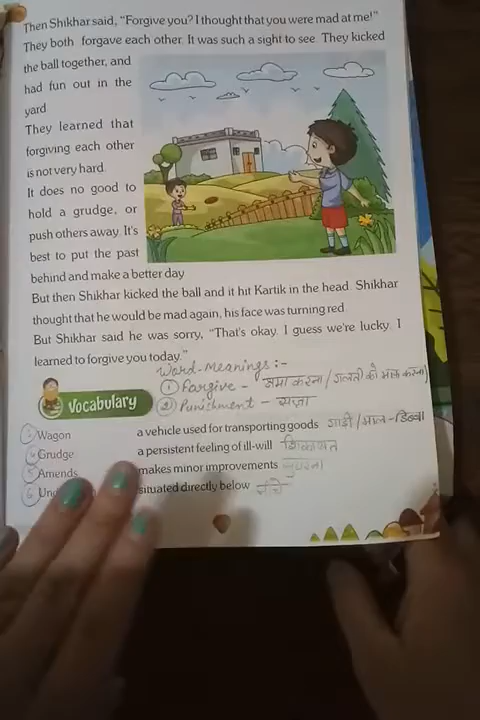 Then Shikhar said, "Forgive you? I thought that you were mad at me!"
They both forgave each other. It was such a sight to see. They kicked
the ball together, and
had fun out in the
yard
They learned that
forgiving each other
is not very hard.
It does no good to
hold a grudge, or
push others away. It's
best to put the past
behind and make a better day
But then Shikhar kicked the ball and it hit Kartik in the head. Shikhar
thought that he would be mad again, his face was turning red.
But Shikhar said he was sorry, "That's okay. I guess we're lucky. I
learned to forgive you today."
Word-Meanings :-
① Forgive - क्षमा करना / गलती को माफ करना
② Punishment - सज़ा
Vocabulary
3 Wagon a vehicle used for transporting goods गाड़ी / माल-डिब्बा
4 Grudge a persistent feeling of ill-will शिकायत
5 Amends makes minor improvements सुधारना
6 situated directly below नीचे